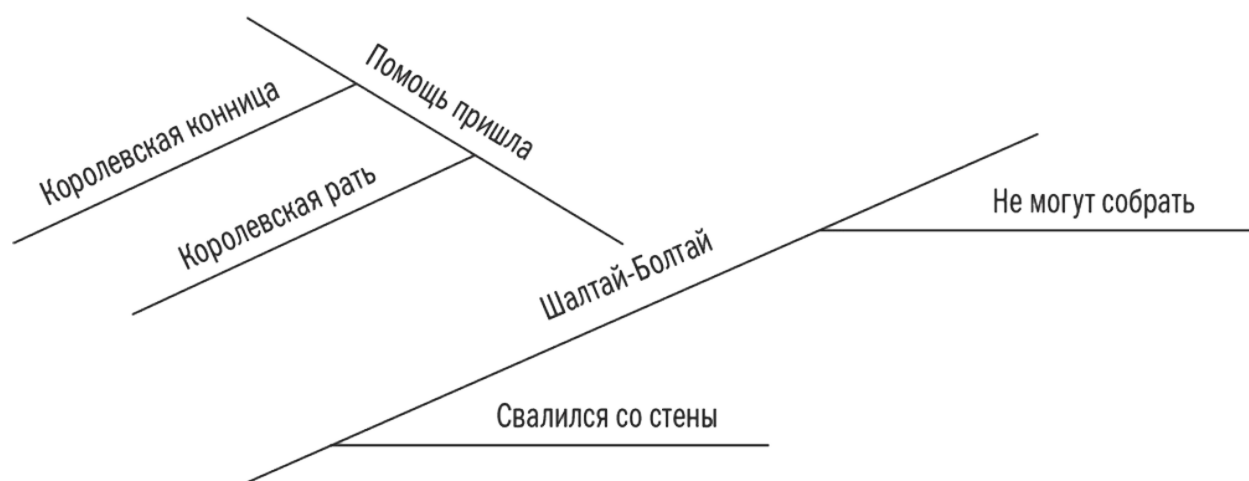 Помощь пришла
Королевская конница
Королевская рать
Шалтай-Болтай
Не могут собрать
Свалился со стены